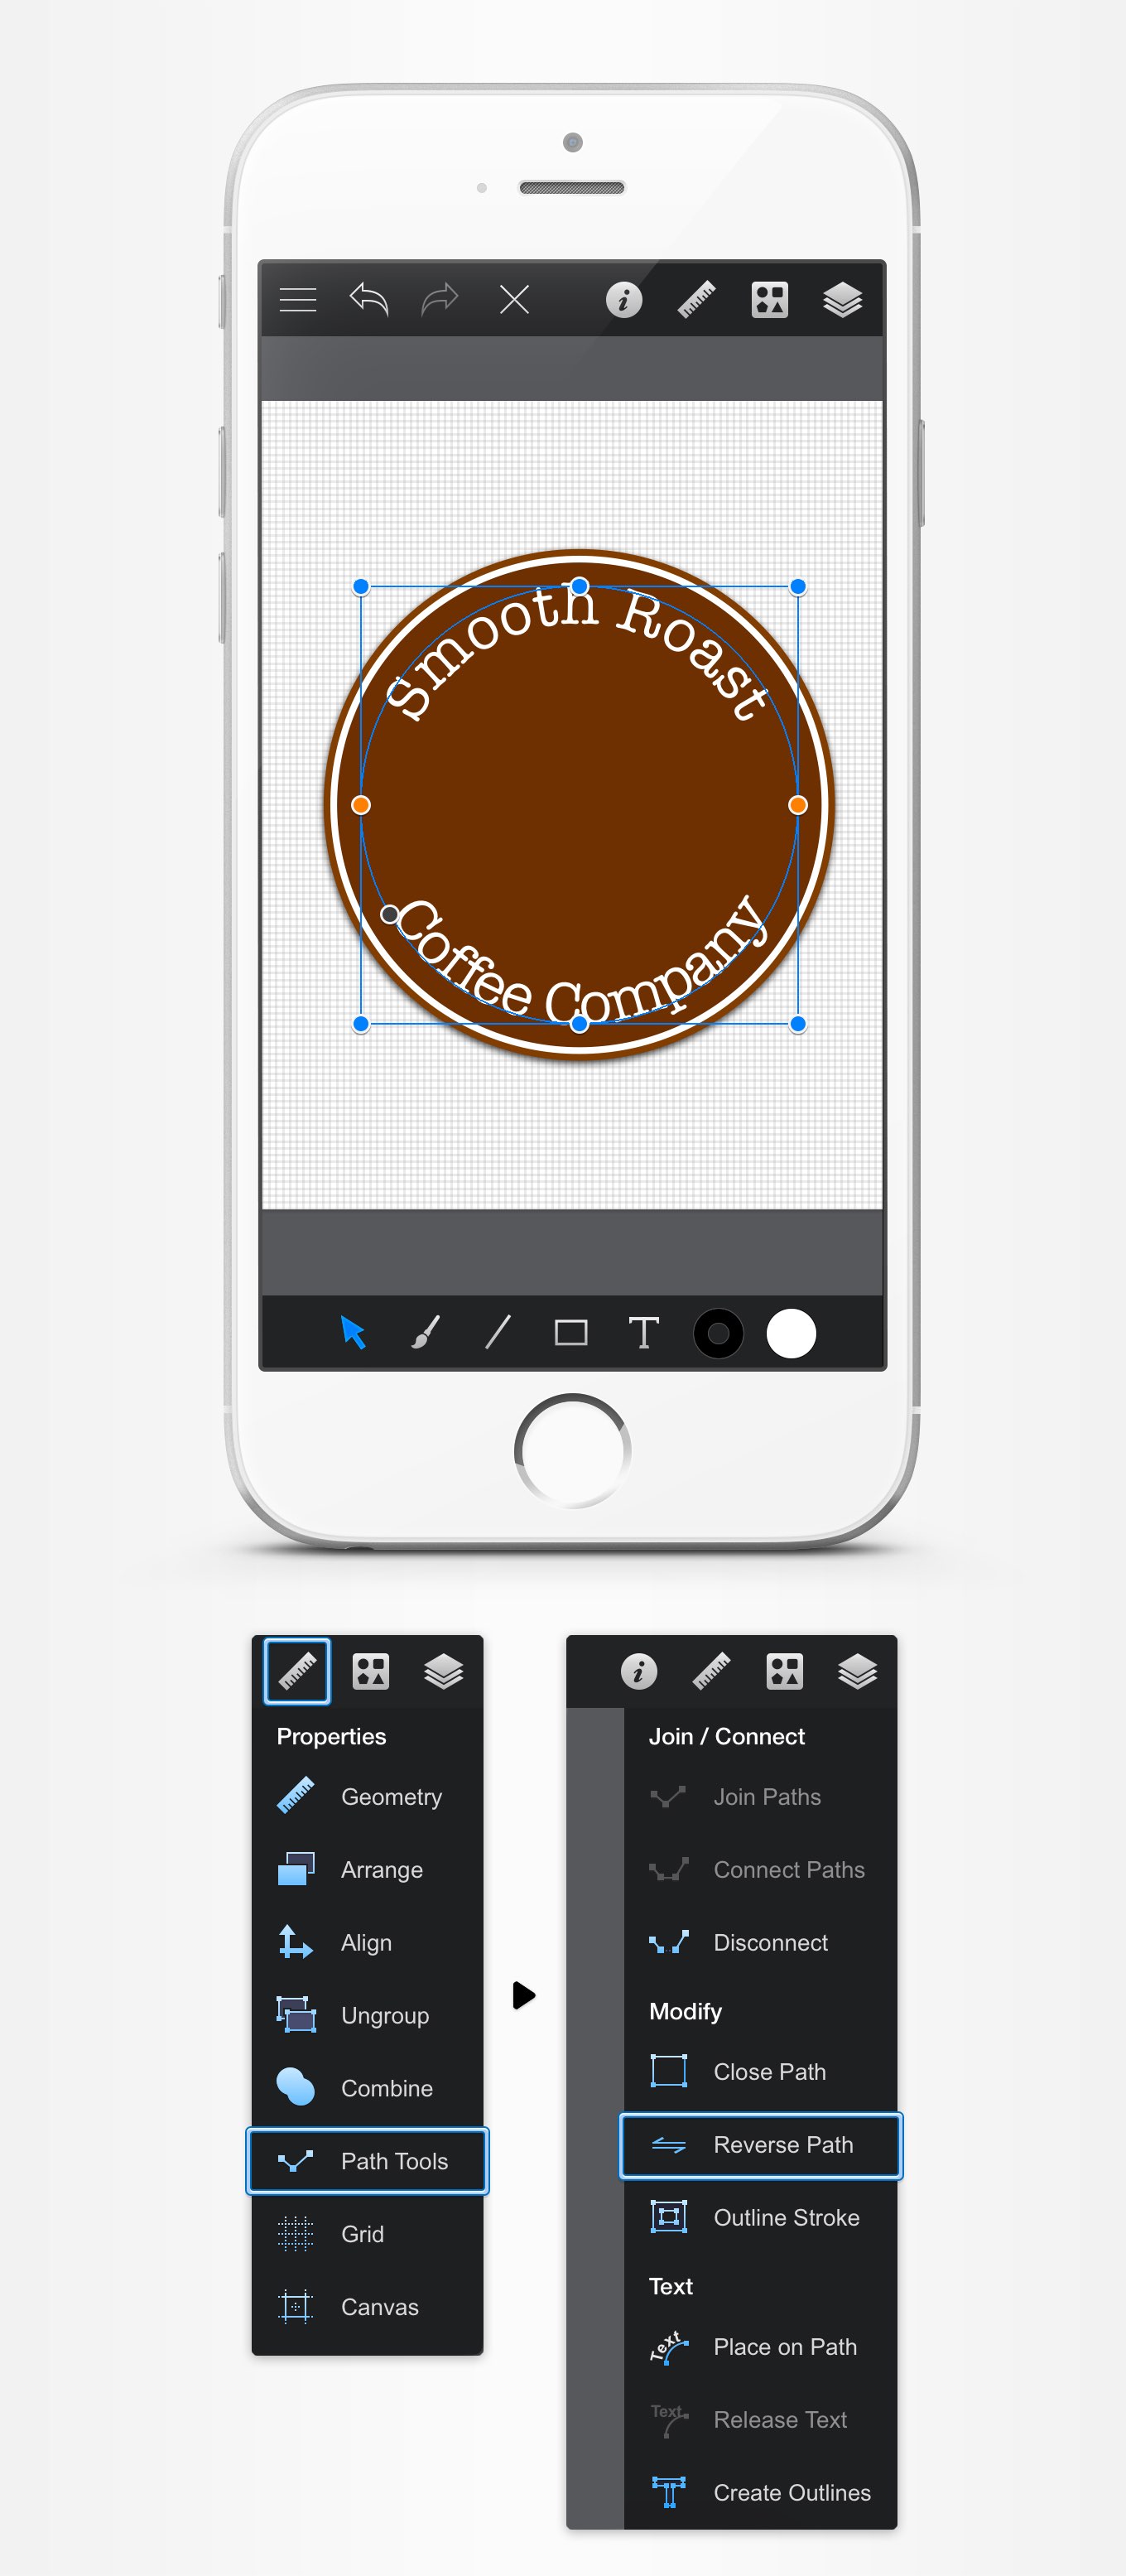 Smooth Roast
Coffee Company
T
Properties
Geometry
Arrange
Align
Ungroup
Combine
Path Tools
Grid
Canvas
Join / Connect
Join Paths
Connect Paths
Disconnect
Modify
Close Path
Reverse Path
Outline Stroke
Text
Text
Place on Path
Text
Release Text
Create Outlines